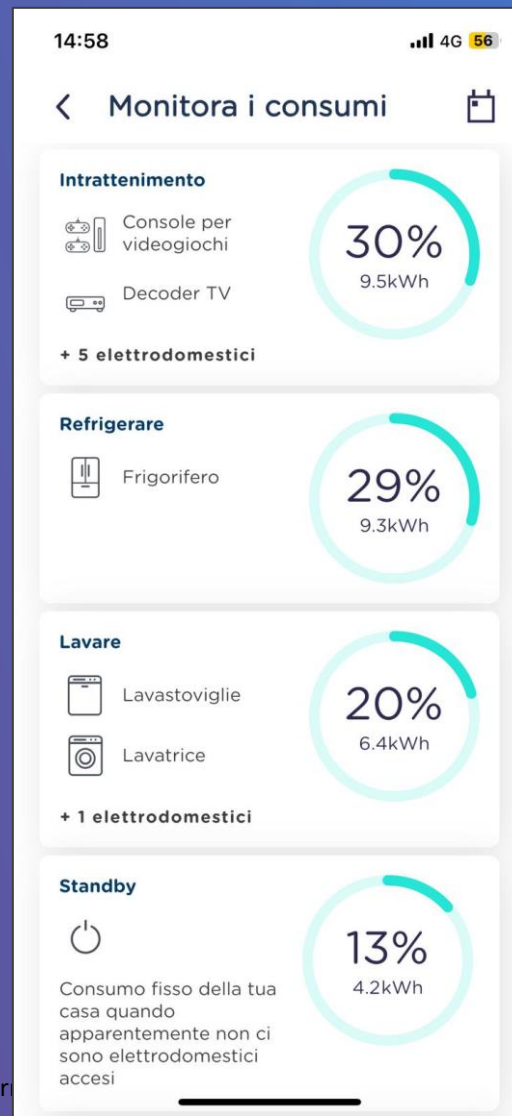 14:58
4G 56
Monitora i consumi
Intrattenimento
Console per
videogiochi
Decoder TV
+ 5 elettrodomestici
30%
9.5kWh
Refrigerare
Frigorifero
29%
9.3kWh
Lavare
Lavastoviglie
Lavatrice
+ 1 elettrodomestici
20%
6.4kWh
Standby
Consumo fisso della tua
casa quando
apparentemente non ci
sono elettrodomestici
accesi
13%
4.2kWh